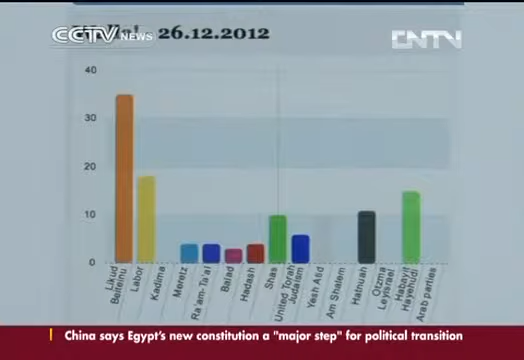 CCTV NEWS
CNTV
26.12.2012
40
30
20
10
0
Likud
Beiteinu
Labor
Kadima
Meretz
Ra'am-Ta'al
Balad
Hadash
Shas
United Torah
Judaism
Yesh Atid
Am Shalem
Hatnuah
Ozma
Leyisrael
Habayit
Hayehudi
Arab parties
China says Egypt's new constitution a "major step" for political transition